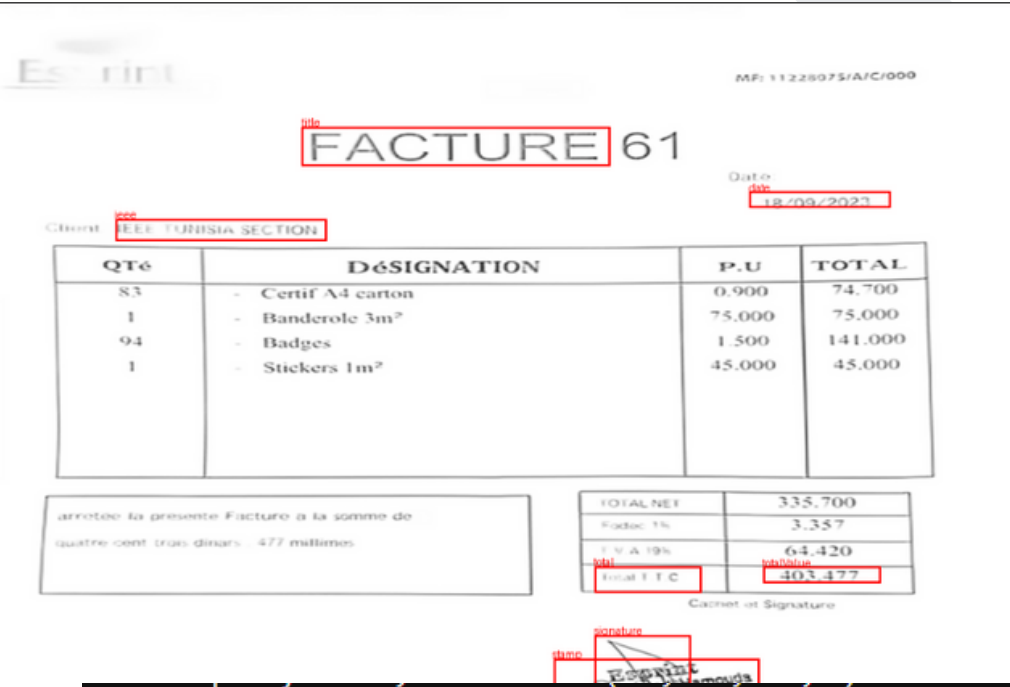 MF: 1122807S/A/C/000
title
FACTURE 61
Date
date
18/09/2023
ieee
Client IEEE TUNISIA SECTION
QTé DéSIGNATION P.U TOTAL
83 - Certif A4 carton 0.900 74.700
1 - Banderole 3m² 75.000 75.000
94 - Badges 1.500 141.000
1 - Stickers 1m² 45.000 45.000
TOTAL NET 335.700
arretée la presente Facture a la somme de
Fodec 1% 3.357
quatre cent trois dinars , 477 millimes
T.V.A 19% 64.420
total totalValue
Total T T C 403.477
Cachet et Signature
signature
stamp
Esprint